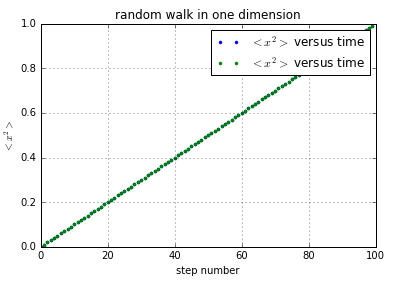 random walk in one dimension
1.0
< x² > versus time
< x² > versus time
0.8
0.6
< x² >
0.4
0.2
0.0
0 20 40 60 80 100
step number